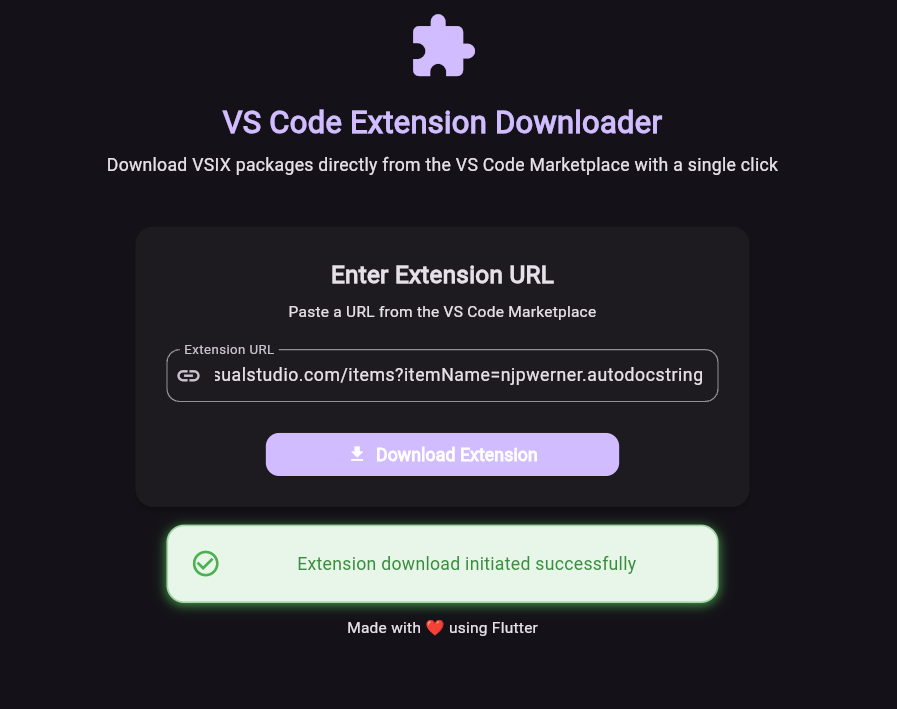 VS Code Extension Downloader
Download VSIX packages directly from the VS Code Marketplace with a single click
Enter Extension URL
Paste a URL from the VS Code Marketplace
Extension URL
sualstudio.com/items?itemName=njpwerner.autodocstring
Download Extension
Extension download initiated successfully
Made with ❤️ using Flutter